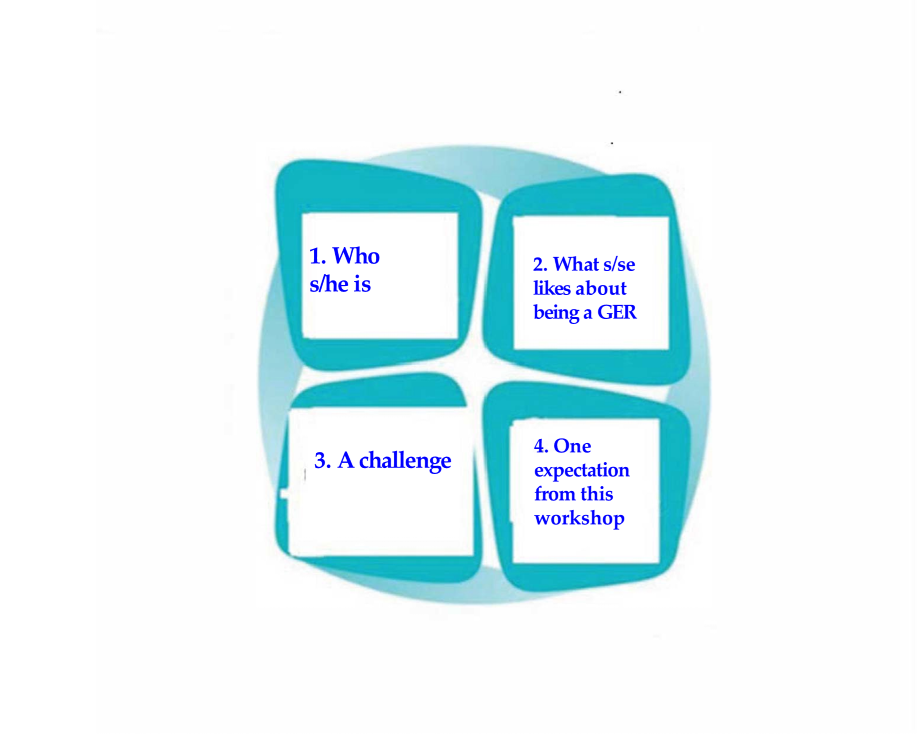 1. Who
s/he is
2. What s/se
likes about
being a GER
3. A challenge
4. One
expectation
from this
workshop